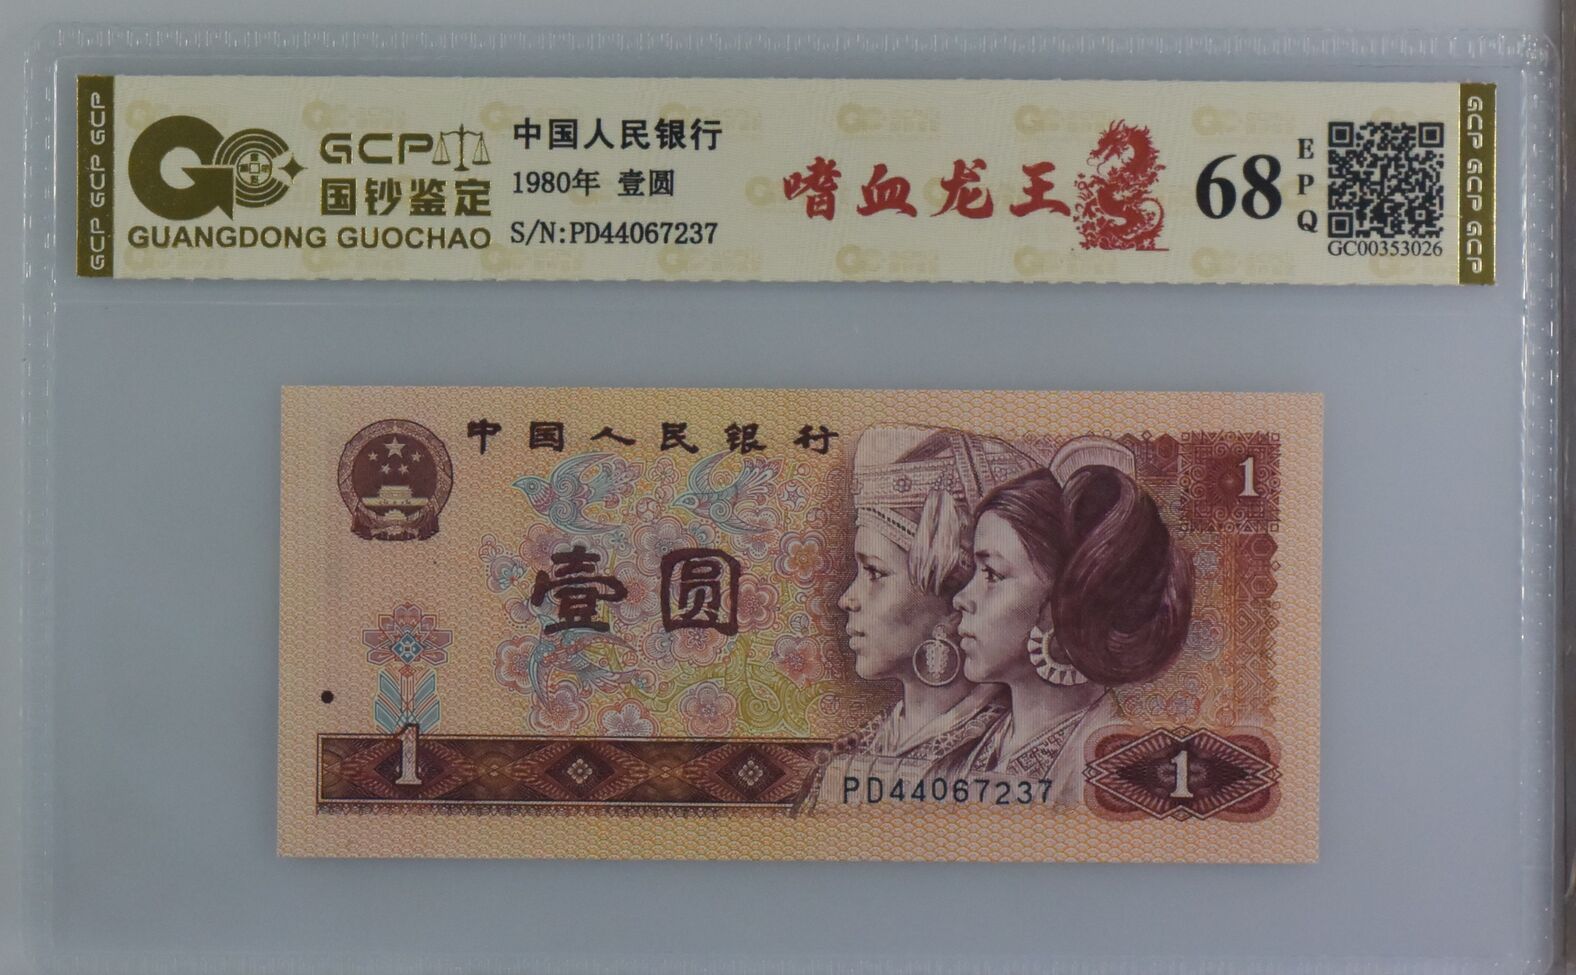 GCP GCP GCP
GCP
国钞鉴定
GUANGDONG GUOCHAO
中国人民银行
1980年 壹圆
S/N:PD44067237
嗜血龙王
68
EPQ
GC00353026
GCP GCP GCP
中国人民银行
1
壹圆
1
PD44067237
1